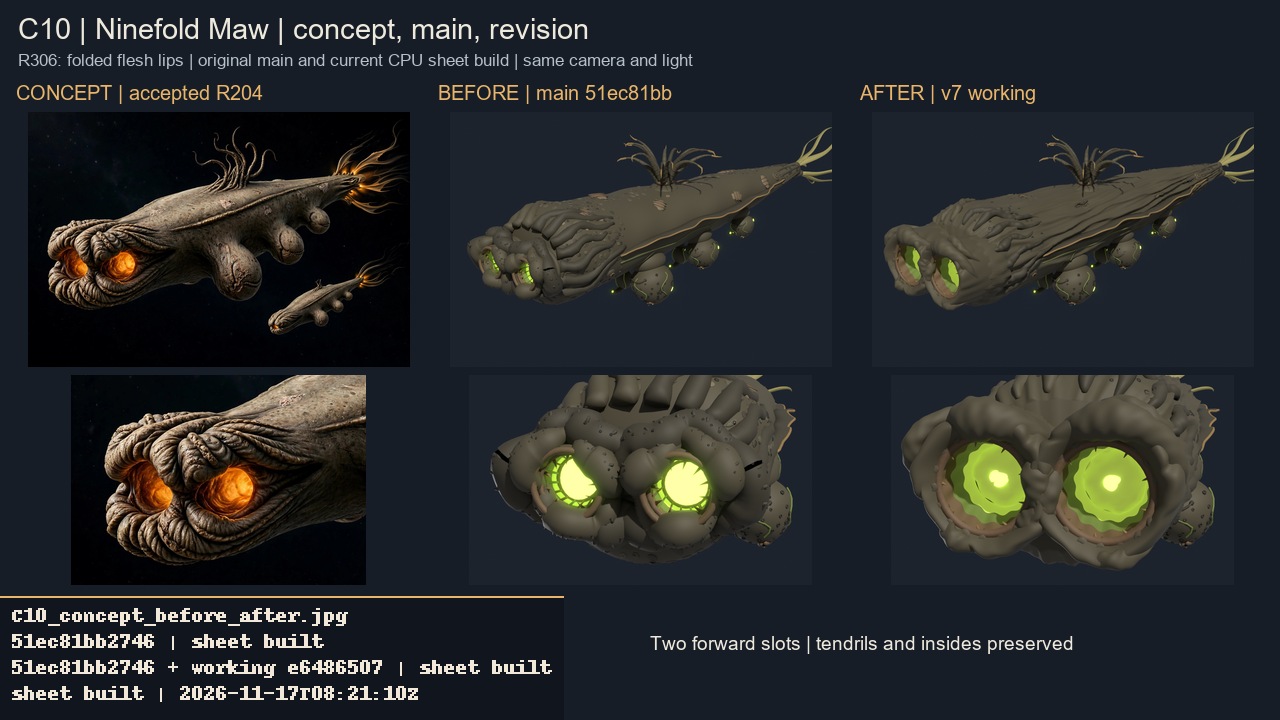 C10 | Ninefold Maw | concept, main, revision
R306: folded flesh lips | original main and current CPU sheet build | same camera and light
CONCEPT | accepted R204
BEFORE | main 51ec81bb
AFTER | v7 working
C10_concept_before_after.jpg
51ec81bb2746 | sheet built
51ec81bb2746 + working e6486507 | sheet built
sheet built | 2026-11-17T08:21:10Z
Two forward slots | tendrils and insides preserved